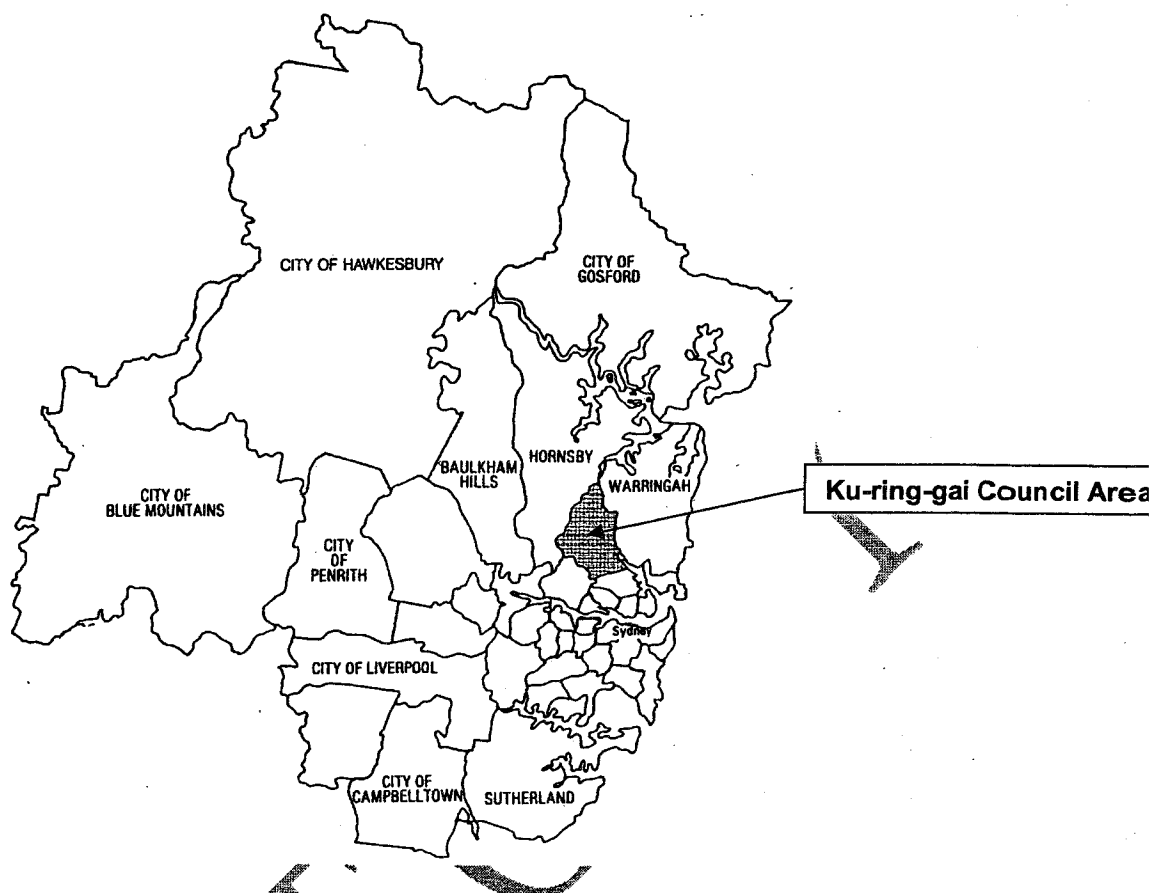 CITY OF HAWKESBURY
CITY OF
GOSFORD
HORNSBY
BAULKHAM
HILLS
WARRINGAH
Ku-ring-gai Council Area
CITY OF
BLUE MOUNTAINS
CITY
OF
PENRITH
Sydney
CITY OF LIVERPOOL
CITY OF
CAMPBELLTOWN
SUTHERLAND